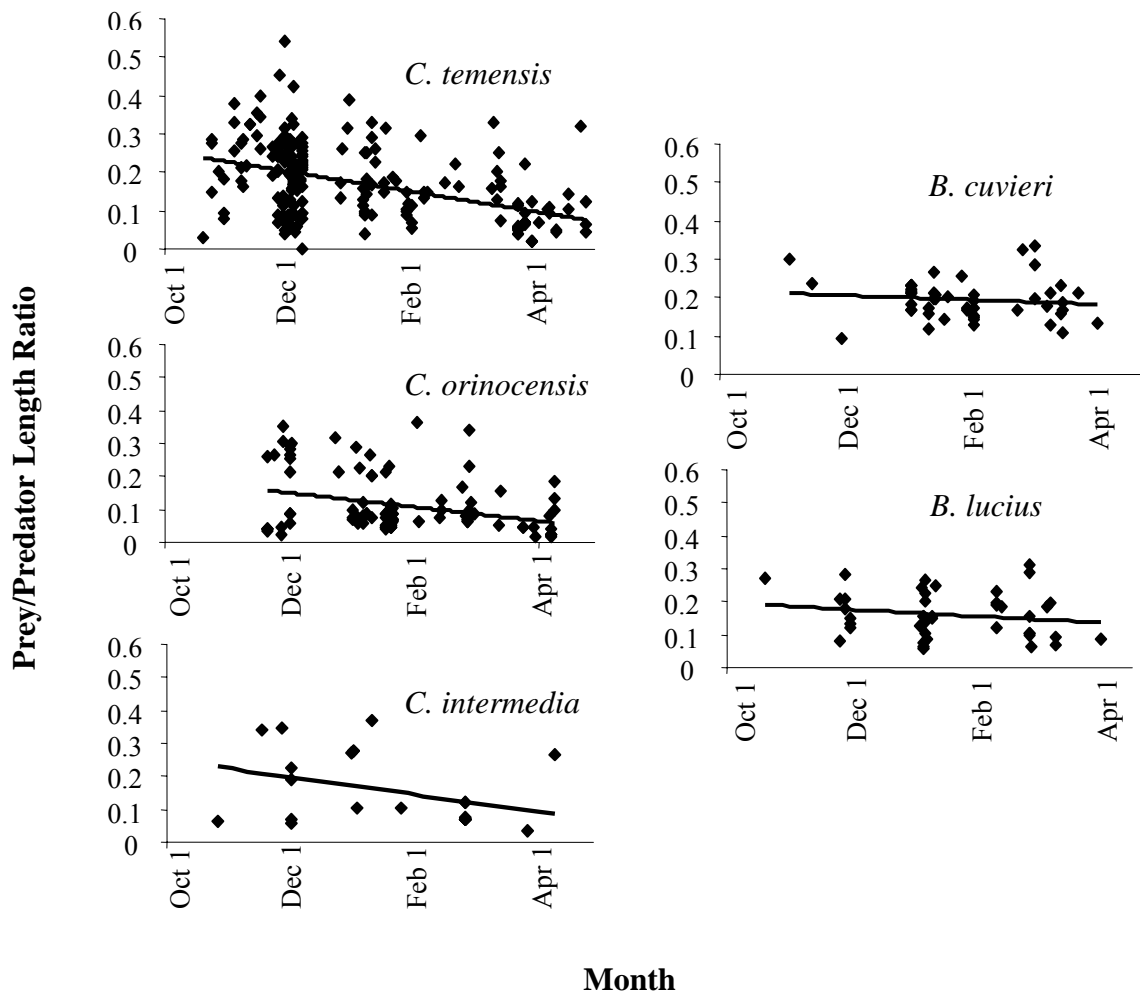 Prey/Predator Length Ratio
0.6
0.5
0.4
0.3
0.2
0.1
0
C. temensis
Oct 1
Dec 1
Feb 1
Apr 1
0.6
0.5
0.4
0.3
0.2
0.1
0
C. orinocensis
Oct 1
Dec 1
Feb 1
Apr 1
0.6
0.5
0.4
0.3
0.2
0.1
0
C. intermedia
Oct 1
Dec 1
Feb 1
Apr 1
0.6
0.5
0.4
0.3
0.2
0.1
0
B. cuvieri
Oct 1
Dec 1
Feb 1
Apr 1
0.6
0.5
0.4
0.3
0.2
0.1
0
B. lucius
Oct 1
Dec 1
Feb 1
Apr 1
Month